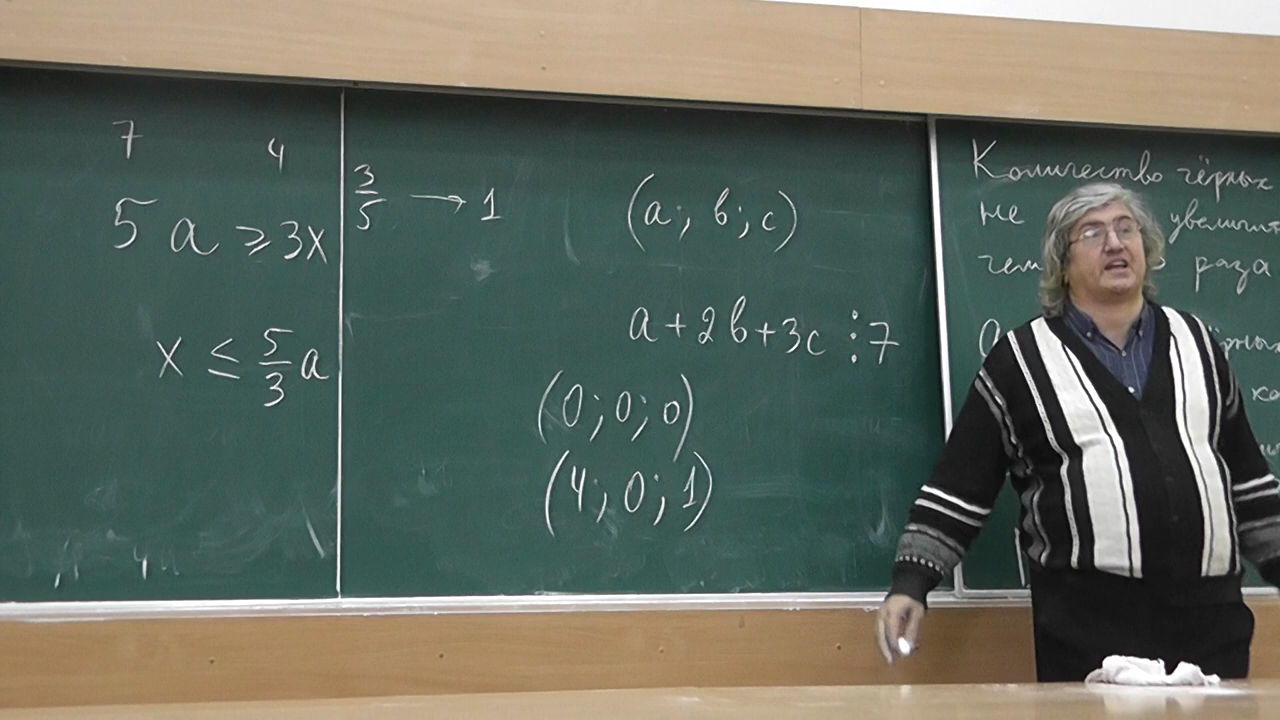 7 4
5 a ≥ 3x
x ≤ 5/3 a
3/5 → 1
(a; b; c)
a + 2b + 3c ⋮ 7
(0; 0; 0)
(4; 0; 1)
Количество чёрных
не увеличит
чем раза